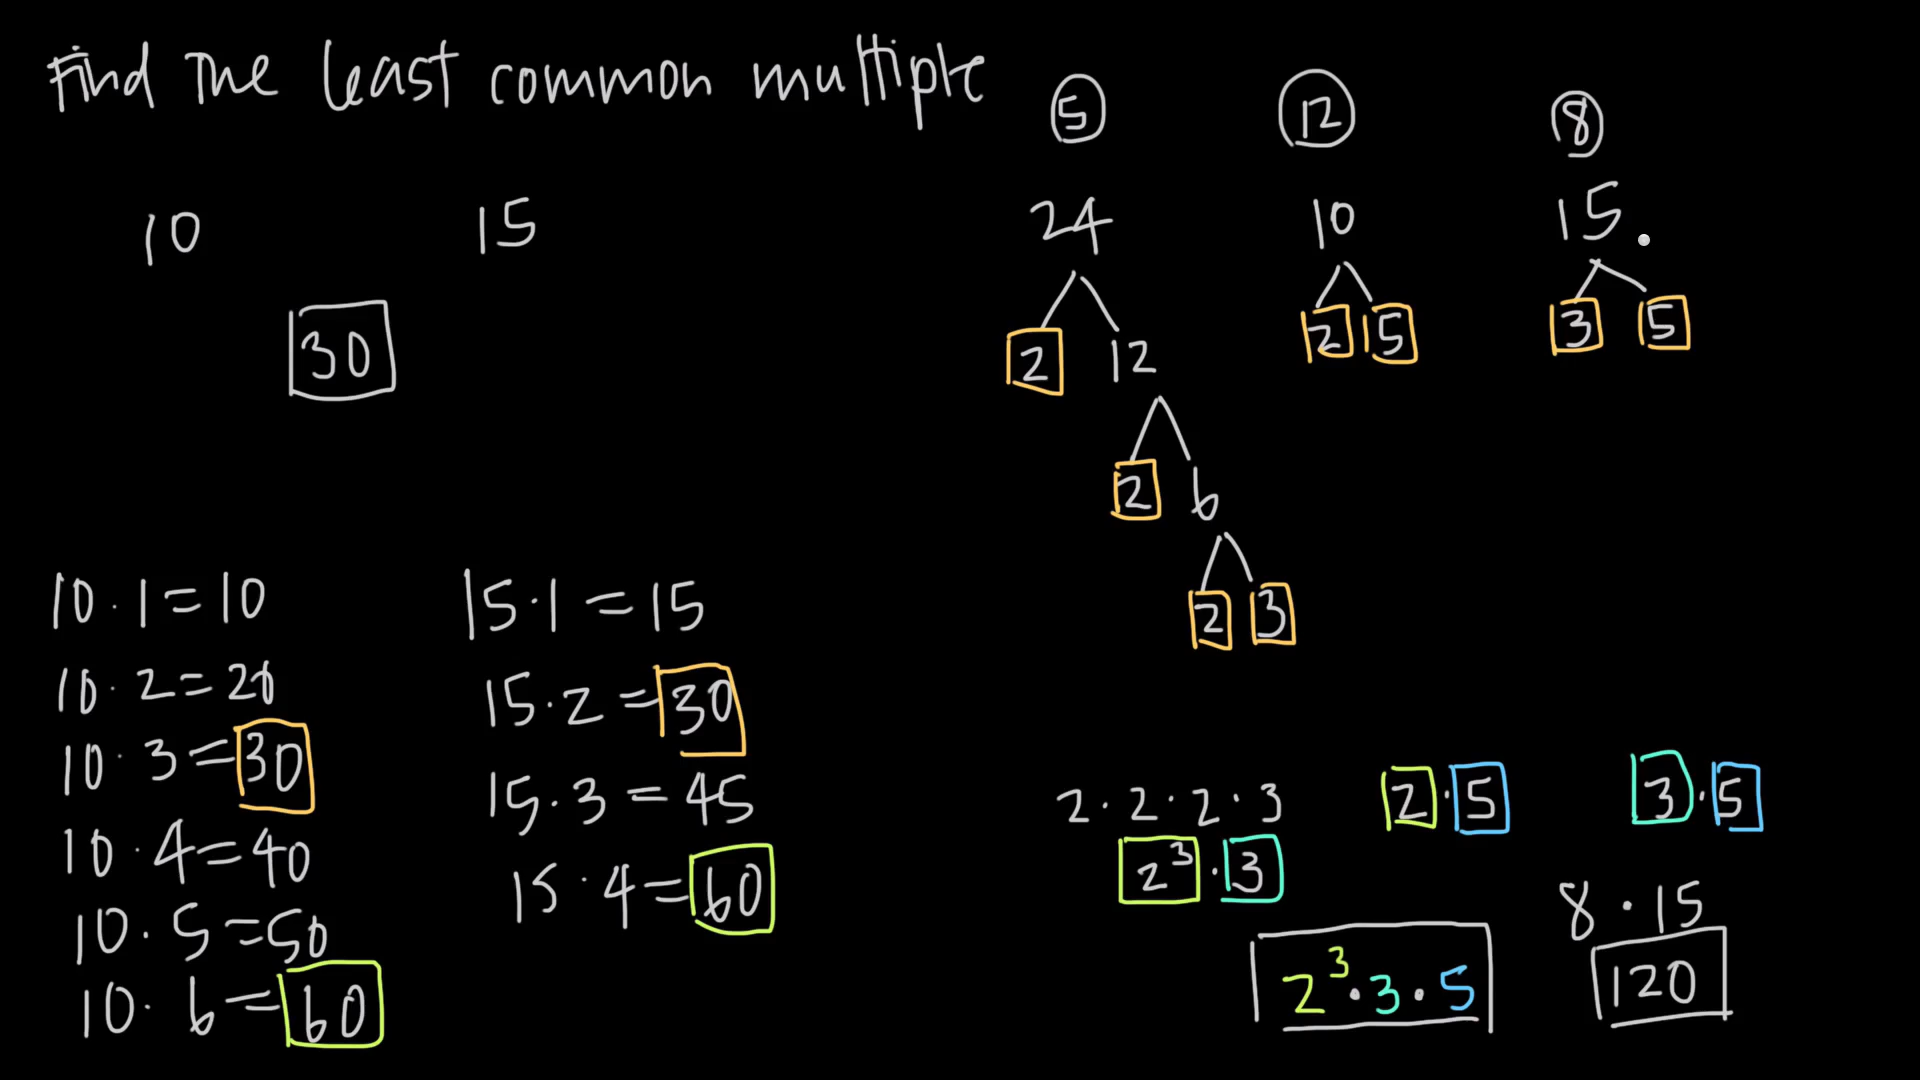 Find the least common multiple
5 12 8
10 15
24 10 15.
30
2 12
2 5
3 5
2 6
2 3
10 · 1 = 10
10 · 2 = 20
10 · 3 = 30
10 · 4 = 40
10 · 5 = 50
10 · 6 = 60
15 · 1 = 15
15 · 2 = 30
15 · 3 = 45
15 · 4 = 60
2 · 2 · 2 · 3
2³ · 3
2 · 5
3 · 5
2³ · 3 · 5
8 · 15
120